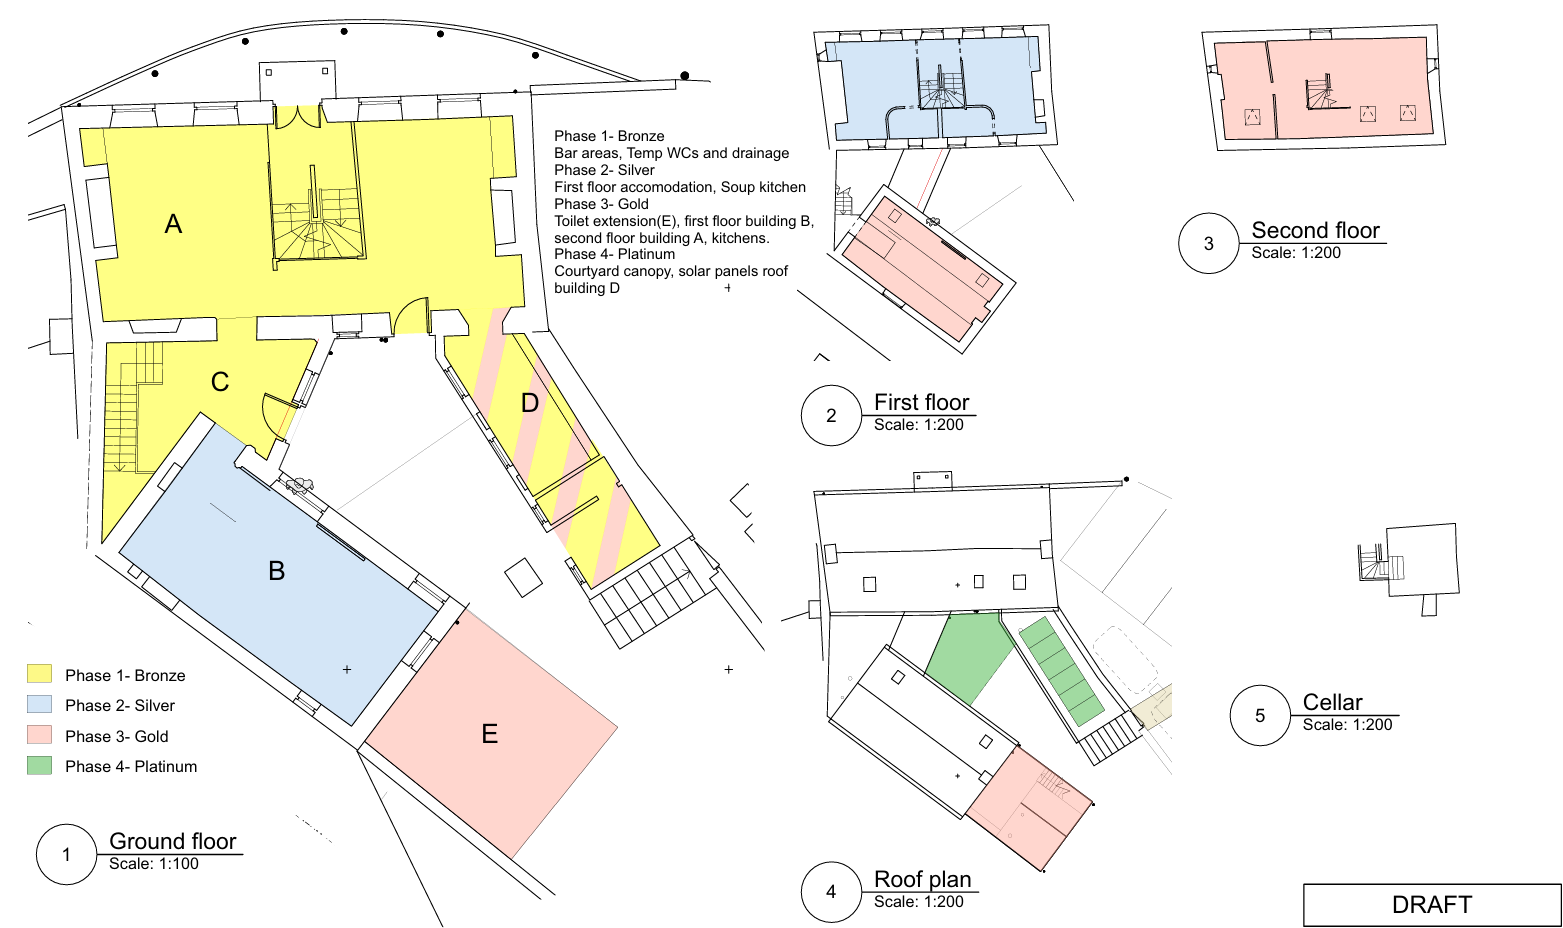 A
Phase 1- Bronze
Bar areas, Temp WCs and drainage
Phase 2- Silver
First floor accomodation, Soup kitchen
Phase 3- Gold
Toilet extension(E), first floor building B,
second floor building A, kitchens.
Phase 4- Platinum
Courtyard canopy, solar panels roof
building D
C
D
B
E
Phase 1- Bronze
Phase 2- Silver
Phase 3- Gold
Phase 4- Platinum
1
Ground floor
Scale: 1:100
2
First floor
Scale: 1:200
3
Second floor
Scale: 1:200
4
Roof plan
Scale: 1:200
5
Cellar
Scale: 1:200
DRAFT